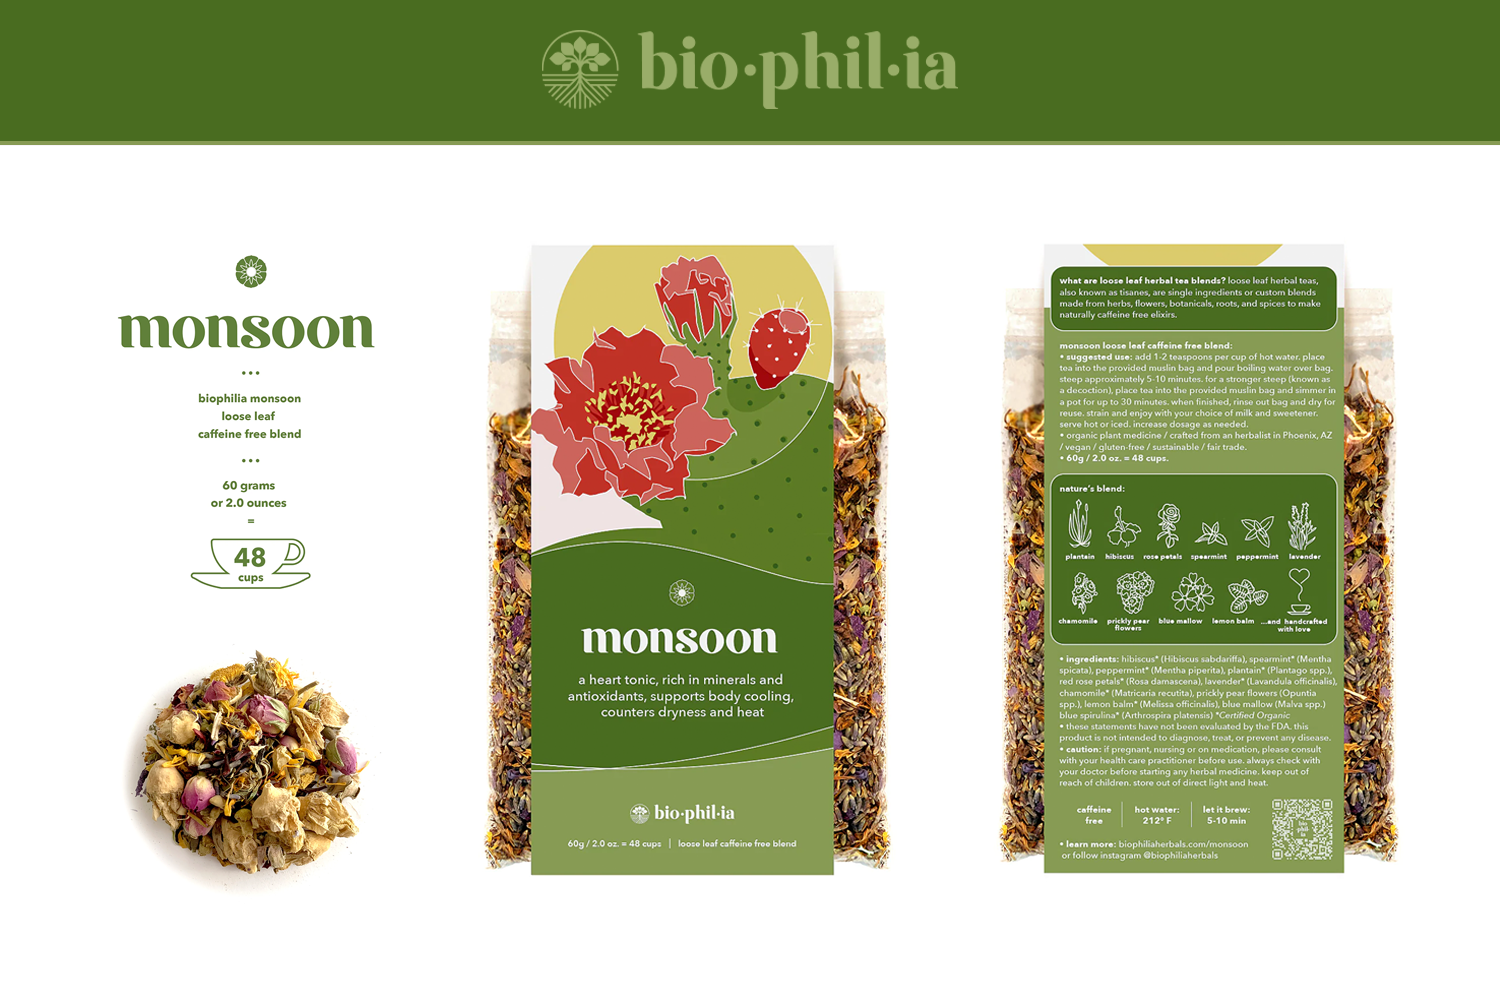 bio·phil·ia
monsoon
...
biophilia monsoon
loose leaf
caffeine free blend
...
60 grams
or 2.0 ounces
=
48
cups
monsoon
a heart tonic, rich in minerals and
antioxidants, supports body cooling,
counters dryness and heat
bio·phil·ia
60g / 2.0 oz. = 48 cups | loose leaf caffeine free blend
what are loose leaf herbal tea blends? loose leaf herbal teas,
also known as tisanes, are single ingredients or custom blends
made from herbs, flowers, botanicals, roots, and spices to make
naturally caffeine free elixirs.
monsoon loose leaf caffeine free blend:
• suggested use: add 1-2 teaspoons per cup of hot water. place
tea into the provided muslin bag and pour boiling water over bag.
steep approximately 5-10 minutes. for a stronger steep (known as
a decoction), place tea into the provided muslin bag and simmer in
a pot for up to 30 minutes. when finished, rinse out bag and dry for
reuse. strain and enjoy with your choice of milk and sweetener.
serve hot or iced. increase dosage as needed.
• organic plant medicine / crafted from an herbalist in Phoenix, AZ
/ vegan / gluten-free / sustainable / fair trade.
• 60g / 2.0 oz. = 48 cups.
nature's blend:
plantain hibiscus rose petals spearmint peppermint lavender
chamomile prickly pear flowers blue mallow lemon balm ...and handcrafted with love
• ingredients: hibiscus* (Hibiscus sabdariffa), spearmint* (Mentha
spicata), peppermint* (Mentha piperita), plantain* (Plantago spp.),
red rose petals* (Rosa damascena), lavender* (Lavandula officinalis),
chamomile* (Matricaria recutita), prickly pear flowers (Opuntia
spp.), lemon balm* (Melissa officinalis), blue mallow (Malva spp.)
blue spirulina* (Arthrospira platensis) *Certified Organic
• these statements have not been evaluated by the FDA. this
product is not intended to diagnose, treat, or prevent any disease.
• caution: if pregnant, nursing or on medication, please consult
with your health care practitioner before use. always check with
your doctor before starting any herbal medicine. keep out of
reach of children. store out of direct light and heat.
caffeine free
hot water: 212° F
let it brew: 5-10 min
bio phil ia
• learn more: biophiliaherbals.com/monsoon
or follow instagram @biophiliaherbals